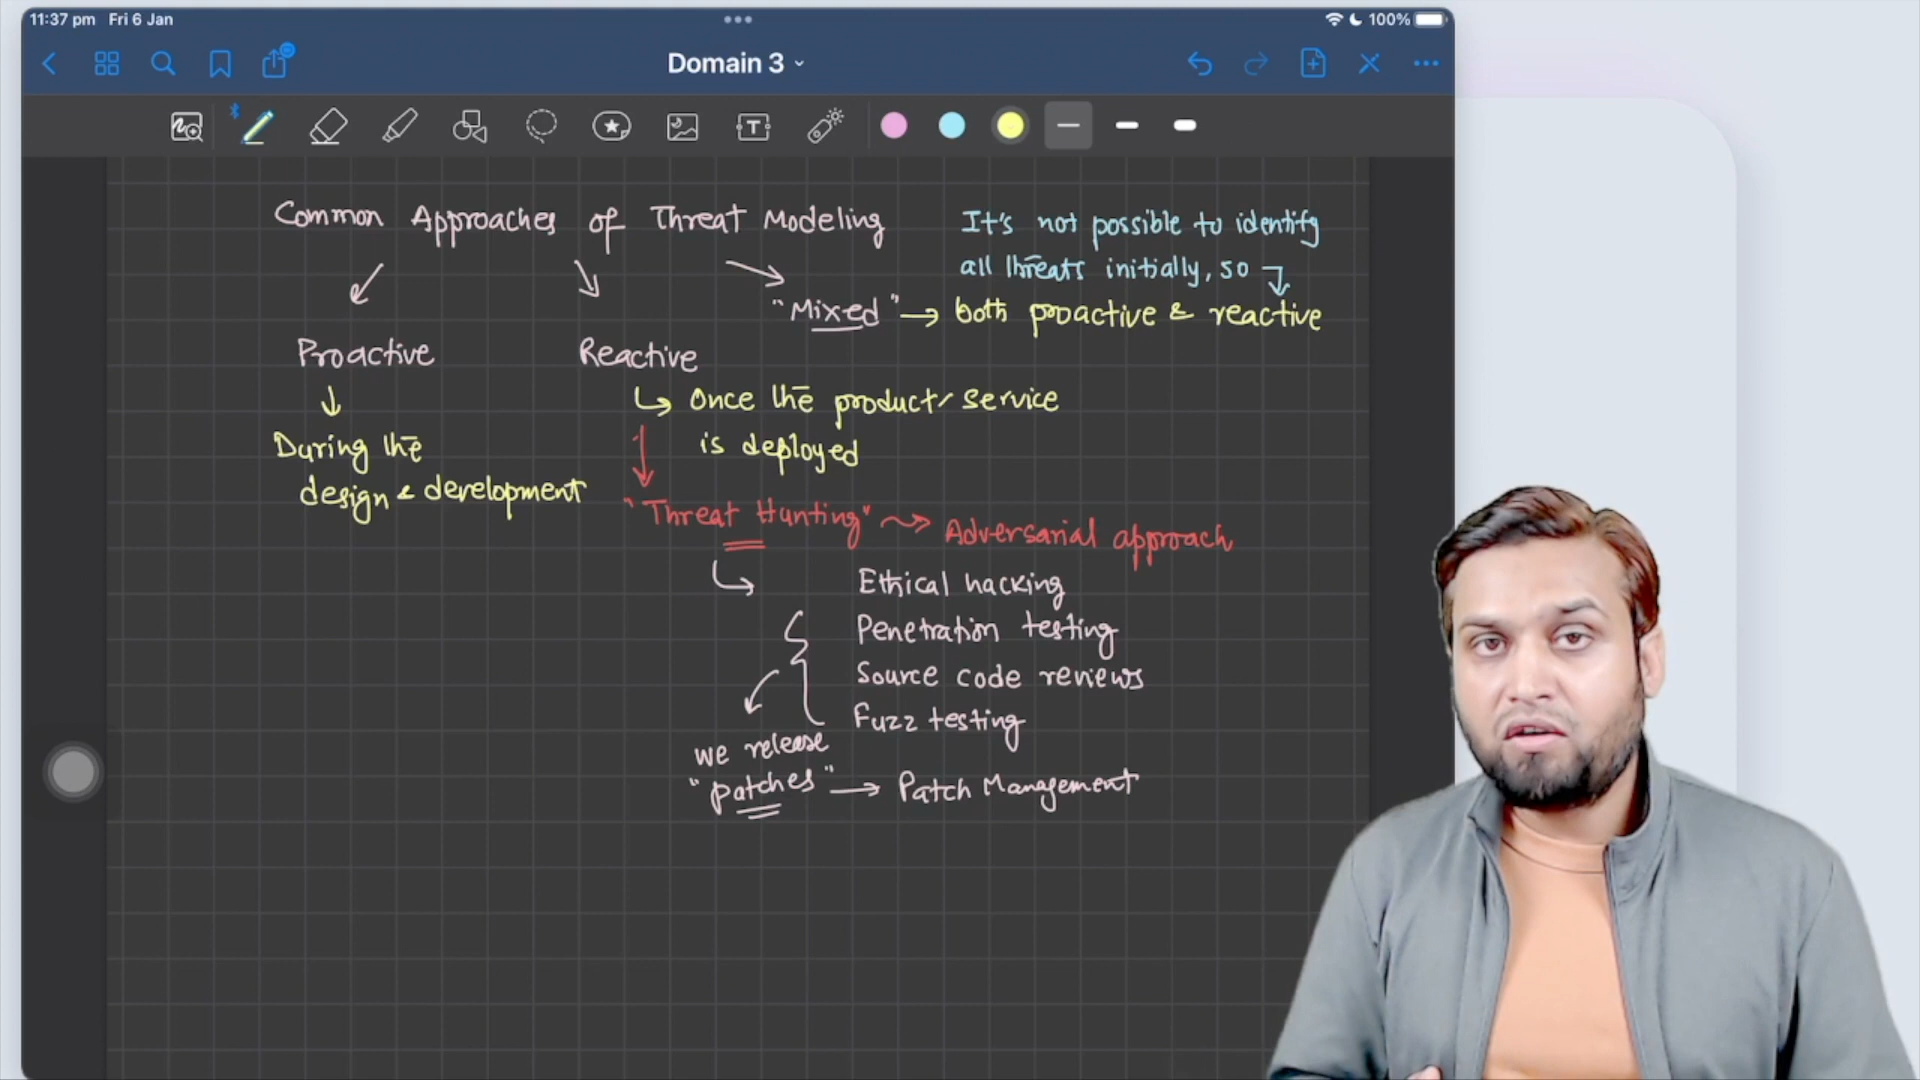 11:37 pm Fri 6 Jan
100%
Domain 3
T
Common Approaches of Threat Modeling
It's not possible to identify
all threats initially, so
"Mixed" → both proactive & reactive
Proactive
Reactive
Once the product/service
is deployed
During the
design & development
"Threat Hunting" Adversarial approach
Ethical hacking
Penetration testing
Source code reviews
Fuzz testing
we release
"patches" → Patch Management